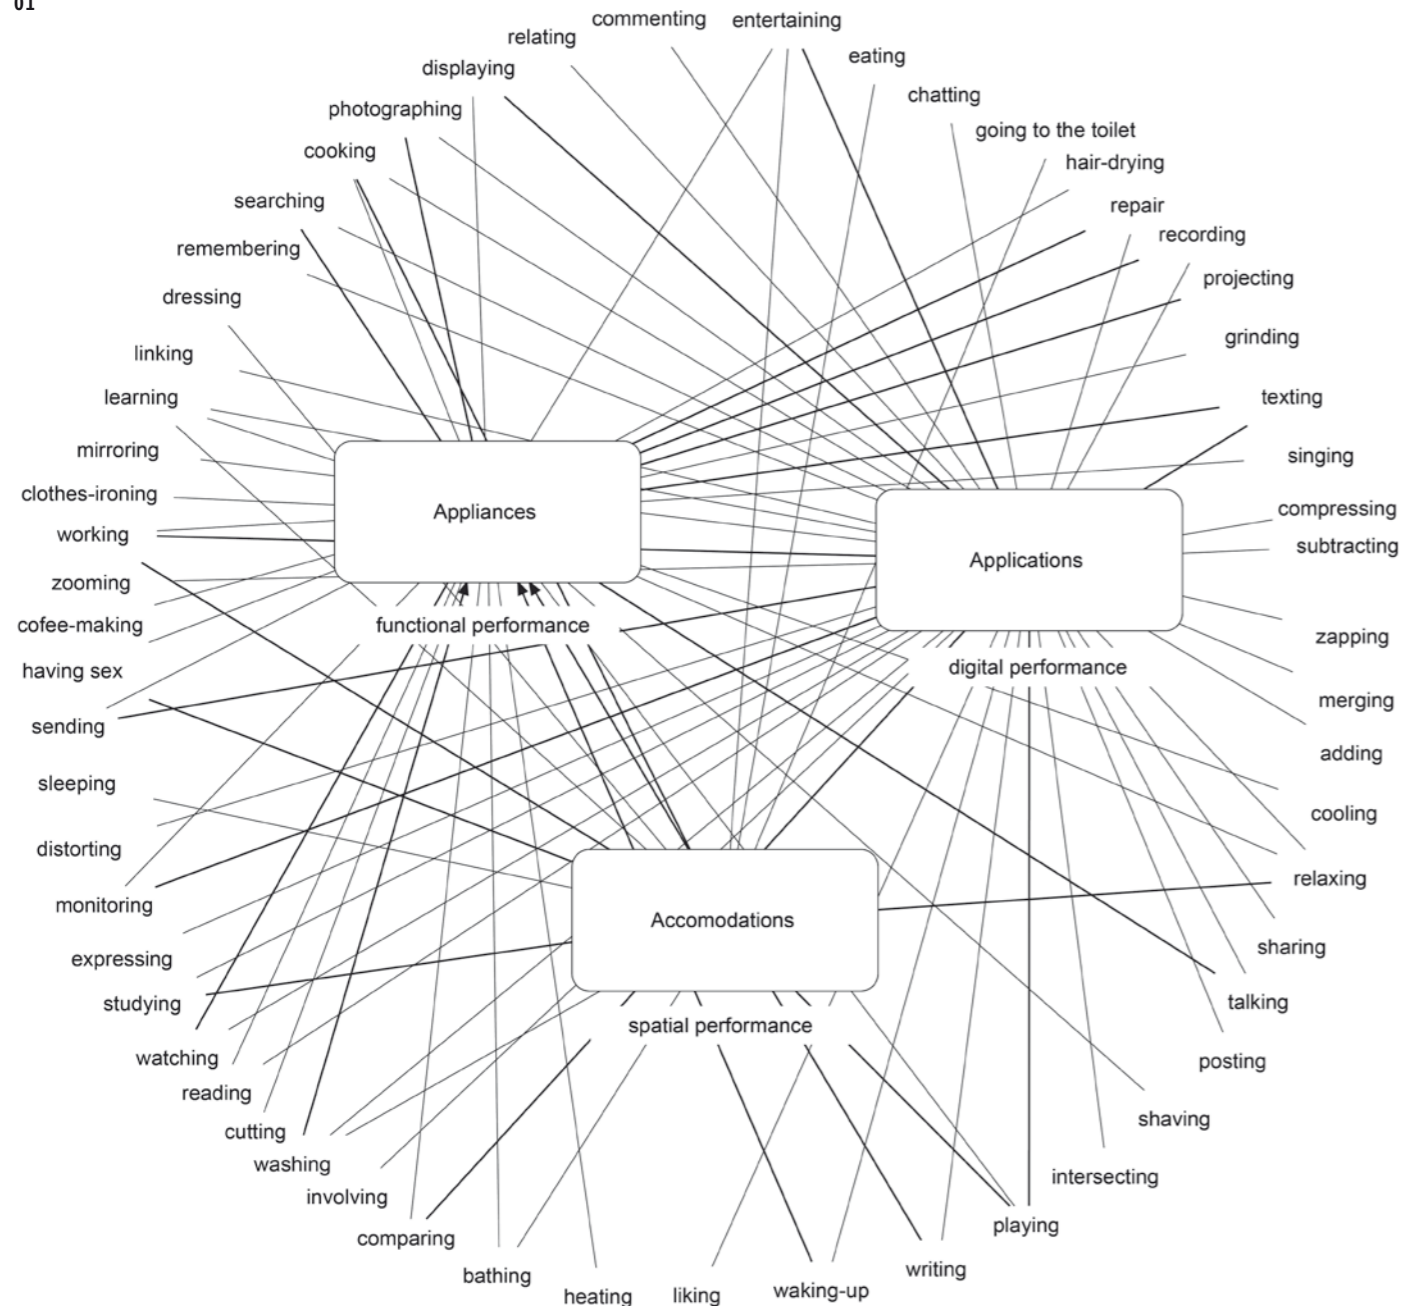 01
commenting
entertaining
relating
eating
displaying
chatting
photographing
going to the toilet
cooking
hair-drying
searching
repair
remembering
recording
projecting
dressing
grinding
linking
learning
texting
mirroring
singing
clothes-ironing
compressing
Appliances
working
subtracting
Applications
zooming
cofee-making
functional performance
zapping
having sex
digital performance
merging
sending
adding
sleeping
cooling
distorting
relaxing
monitoring
Accomodations
sharing
expressing
studying
talking
spatial performance
watching
posting
reading
shaving
cutting
washing
intersecting
involving
playing
comparing
writing
bathing
waking-up
heating
liking